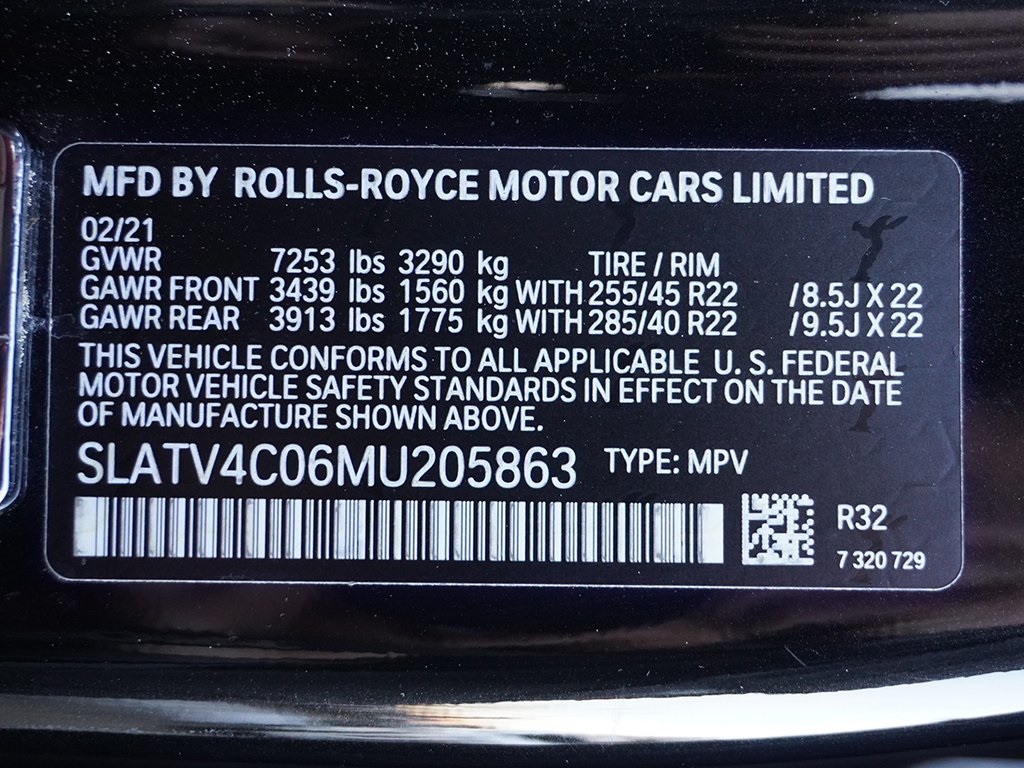 MFD BY ROLLS-ROYCE MOTOR CARS LIMITED
02/21
GVWR 7253 lbs 3290 kg TIRE / RIM
GAWR FRONT 3439 lbs 1560 kg WITH 255/45 R22 /8.5J X 22
GAWR REAR 3913 lbs 1775 kg WITH 285/40 R22 /9.5J X 22
THIS VEHICLE CONFORMS TO ALL APPLICABLE U. S. FEDERAL
MOTOR VEHICLE SAFETY STANDARDS IN EFFECT ON THE DATE
OF MANUFACTURE SHOWN ABOVE.
SLATV4C06MU205863 TYPE: MPV
R32
7 320 729